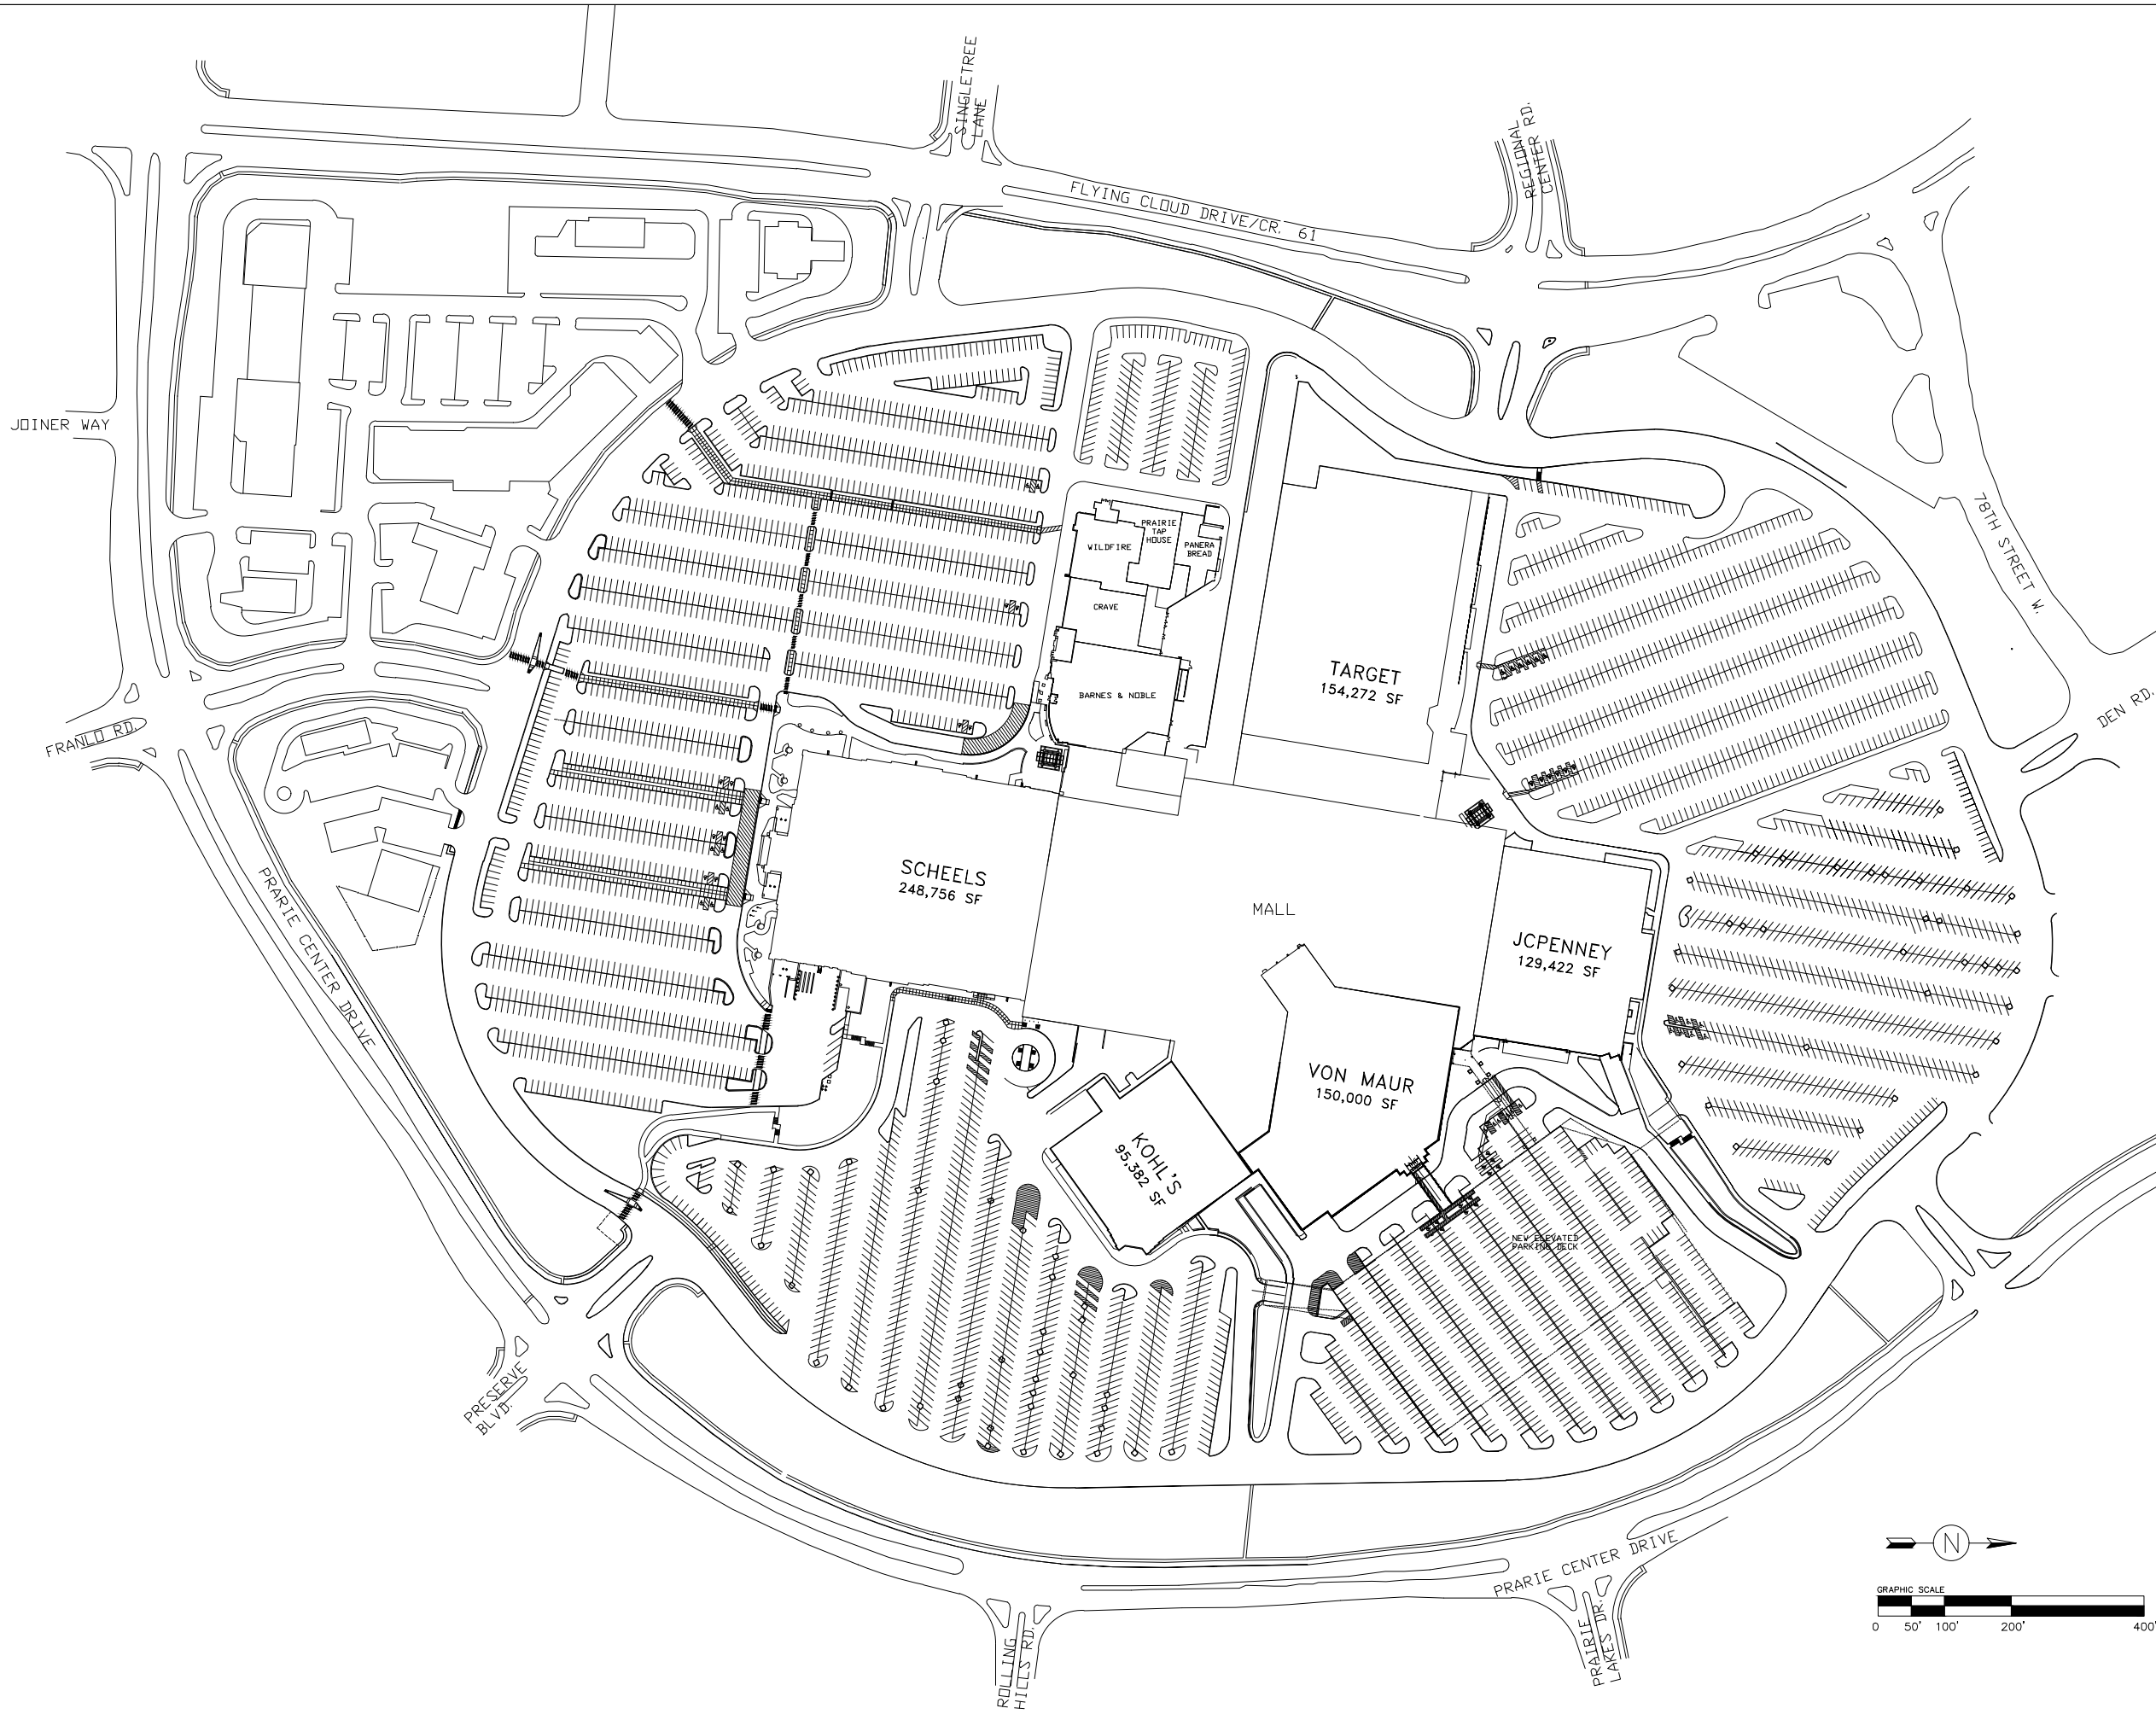 SINGLETREE
LANE
REGIONAL
CENTER RD.
FLYING CLOUD DRIVE/CR. 61
JOINER WAY
78TH STREET W.
PRAIRIE
TAP
HOUSE
WILDFIRE
PANERA
BREAD
CRAVE
BARNES & NOBLE
TARGET
154,272 SF
DEN RD.
FRANLO RD.
SCHEELS
248,756 SF
MALL
JCPENNEY
129,422 SF
PRARIE CENTER DRIVE
VON MAUR
150,000 SF
KOHL'S
95,382 SF
NEW ELEVATED
PARKING DECK
PRESERVE
BLVD.
PRARIE CENTER DRIVE
N
GRAPHIC SCALE
0 50' 100' 200' 400'
ROLLING
HILLS RD.
PRAIRIE
LAKES DR.